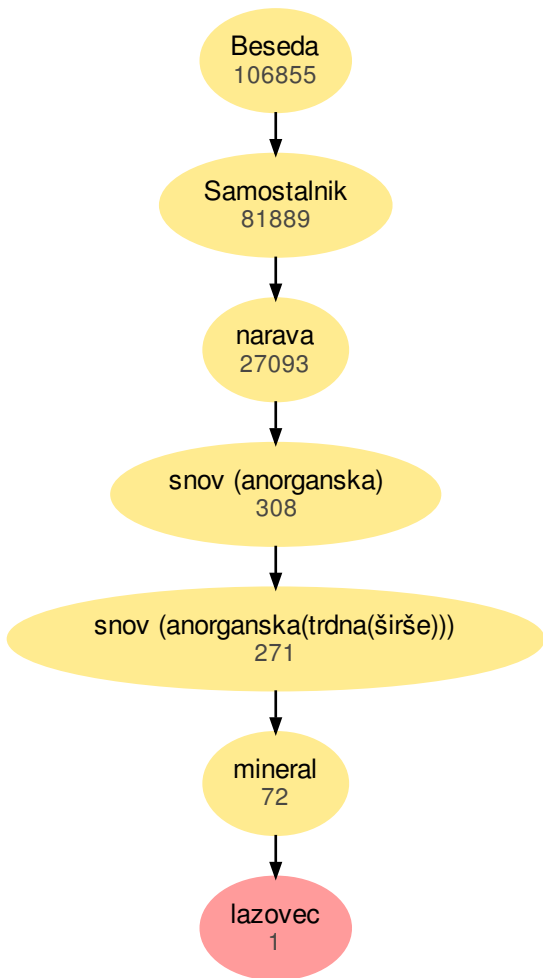 Beseda
106855
Samostalnik
81889
narava
27093
snov (anorganska)
308
snov (anorganska(trdna(širše)))
271
mineral
72
lazovec
1